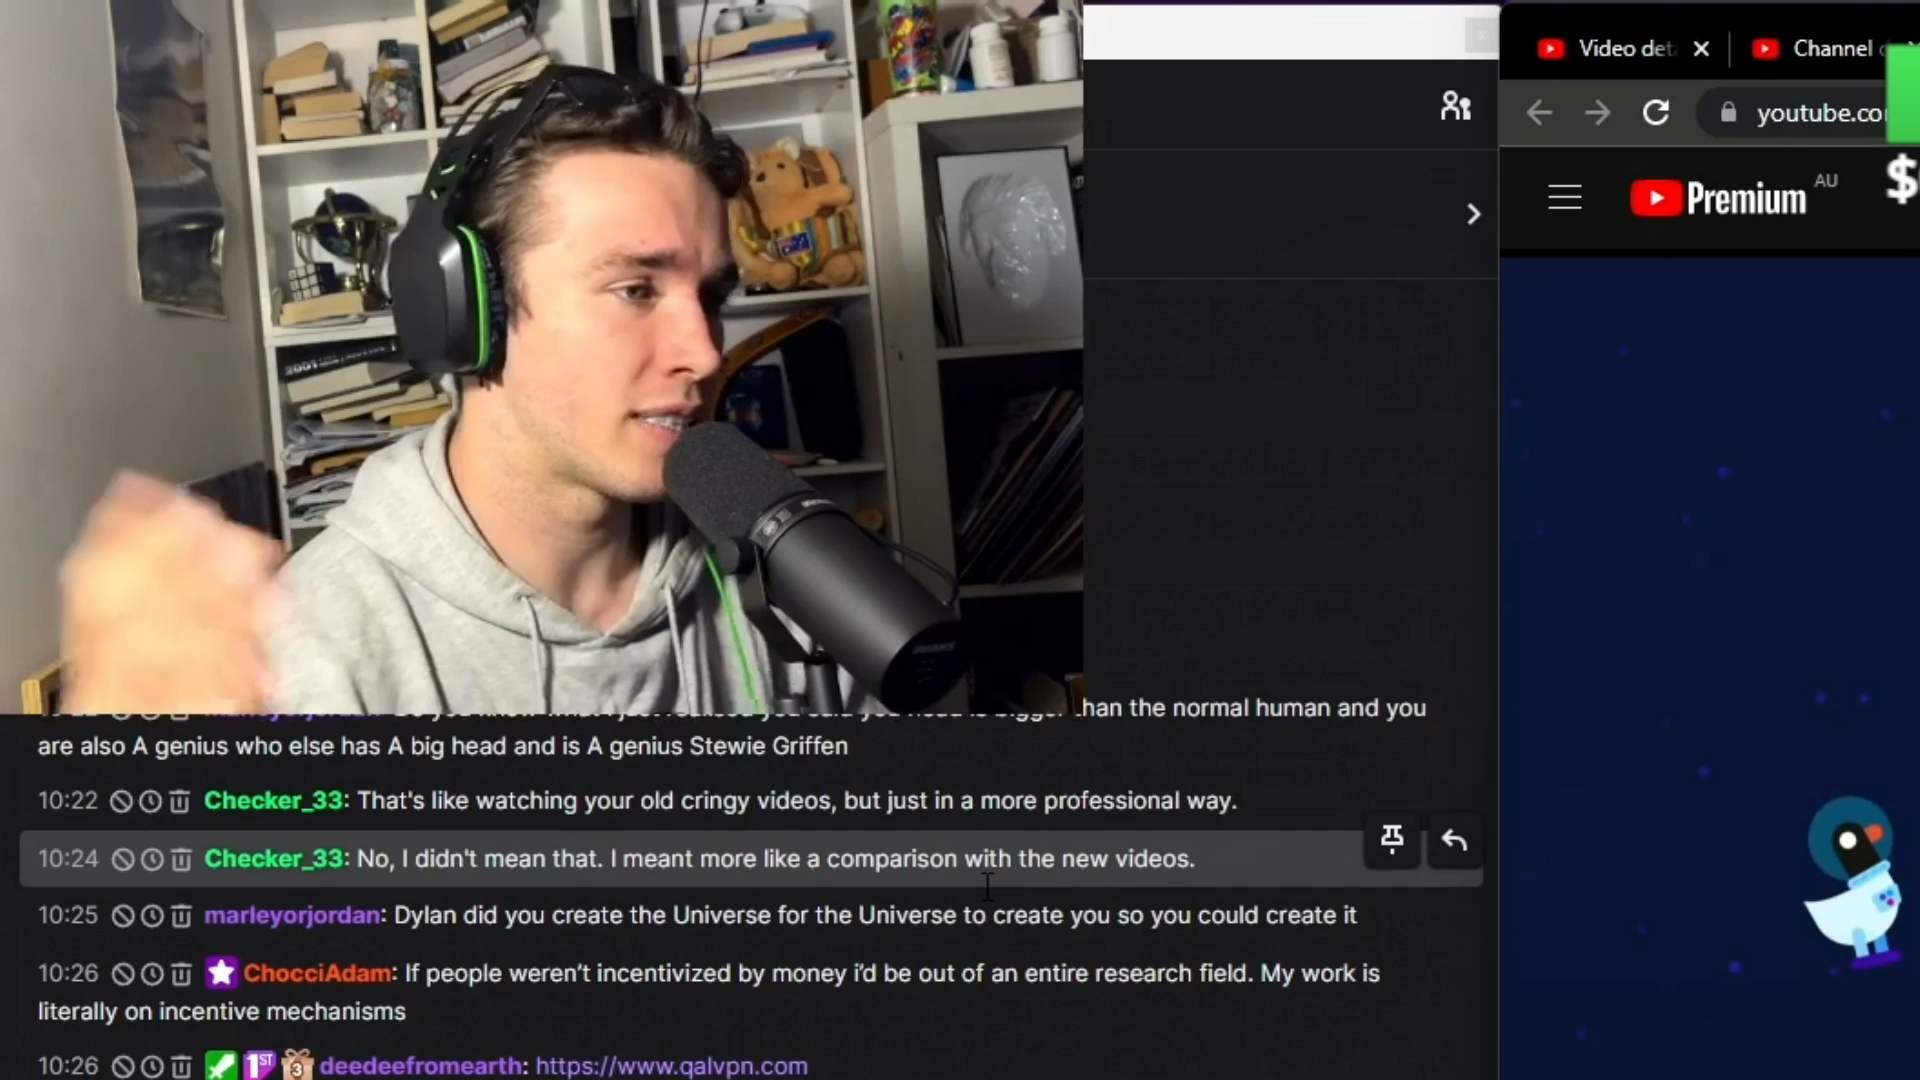 Video det
Channel
youtube.co
Premium AU
$
han the normal human and you
are also A genius who else has A big head and is A genius Stewie Griffen
10:22 Checker_33: That's like watching your old cringy videos, but just in a more professional way.
10:24 Checker_33: No, I didn't mean that. I meant more like a comparison with the new videos.
10:25 marleyorjordan: Dylan did you create the Universe for the Universe to create you so you could create it
10:26 ChocciAdam: If people weren’t incentivized by money i’d be out of an entire research field. My work is
literally on incentive mechanisms
10:26 1ST 3 deedeefromearth: https://www.qalvpn.com